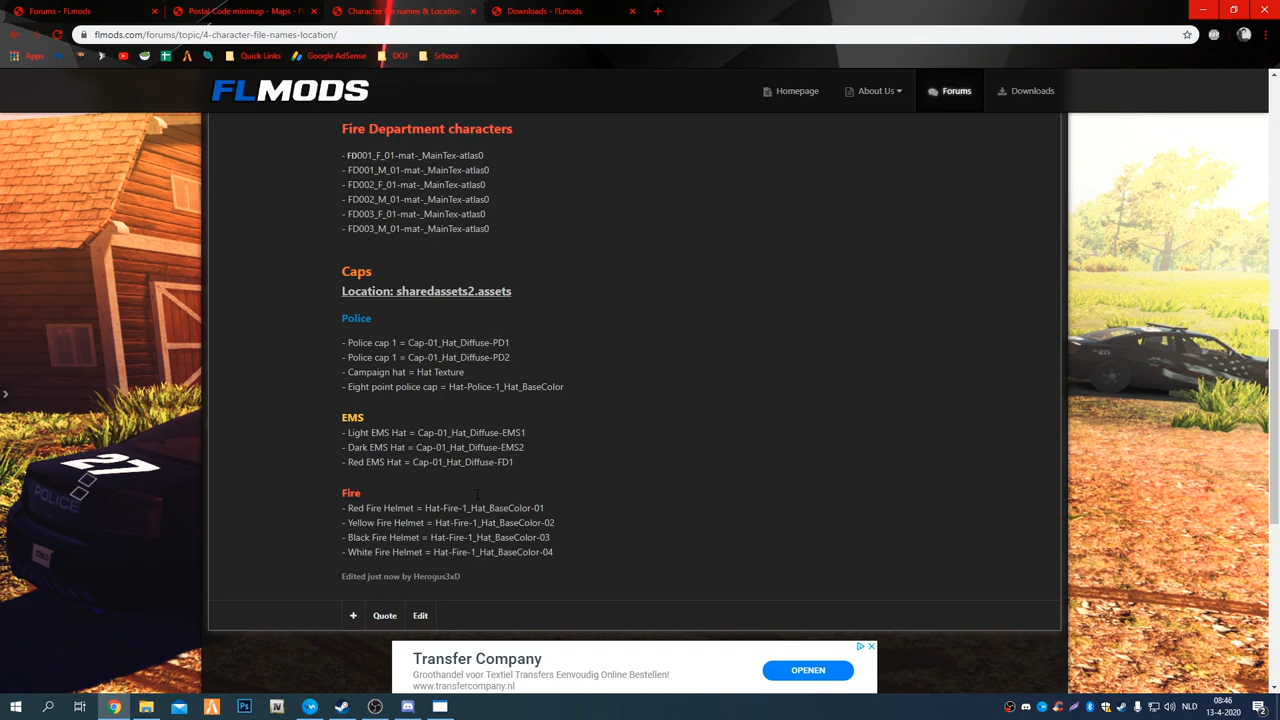 Forums - FLmods
Postal Code minimap - Maps - F
Character file names & Location
Downloads - FLmods
flmods.com/forums/topic/4-character-file-names-location/
Apps
Quick Links
Google AdSense
DOJ
School
FLMODS
Homepage
About Us
Forums
Downloads
Fire Department characters
- FD001_F_01-mat-_MainTex-atlas0
- FD001_M_01-mat-_MainTex-atlas0
- FD002_F_01-mat-_MainTex-atlas0
- FD002_M_01-mat-_MainTex-atlas0
- FD003_F_01-mat-_MainTex-atlas0
- FD003_M_01-mat-_MainTex-atlas0
Caps
Location: sharedassets2.assets
Police
- Police cap 1 = Cap-01_Hat_Diffuse-PD1
- Police cap 1 = Cap-01_Hat_Diffuse-PD2
- Campaign hat = Hat Texture
- Eight point police cap = Hat-Police-1_Hat_BaseColor
EMS
- Light EMS Hat = Cap-01_Hat_Diffuse-EMS1
- Dark EMS Hat = Cap-01_Hat_Diffuse-EMS2
- Red EMS Hat = Cap-01_Hat_Diffuse-FD1
Fire
- Red Fire Helmet = Hat-Fire-1_Hat_BaseColor-01
- Yellow Fire Helmet = Hat-Fire-1_Hat_BaseColor-02
- Black Fire Helmet = Hat-Fire-1_Hat_BaseColor-03
- White Fire Helmet = Hat-Fire-1_Hat_BaseColor-04
Edited just now by Herogus3xD
+ Quote Edit
27
POLICE
Transfer Company
Groothandel voor Textiel Transfers Eenvoudig Online Bestellen!
www.transfercompany.nl
OPENEN
NLD
08:46
13-4-2020
2